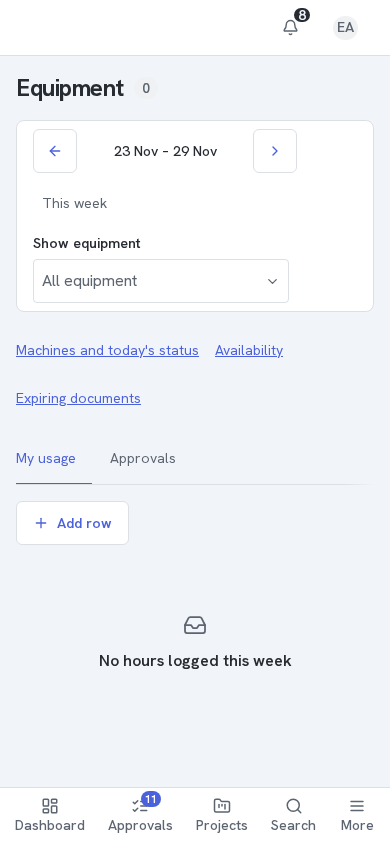 8
EA
Equipment 0
23 Nov – 29 Nov
This week
Show equipment
All equipment
Machines and today's status Availability
Expiring documents
My usage Approvals
Add row
No hours logged this week
11
Dashboard Approvals Projects Search More